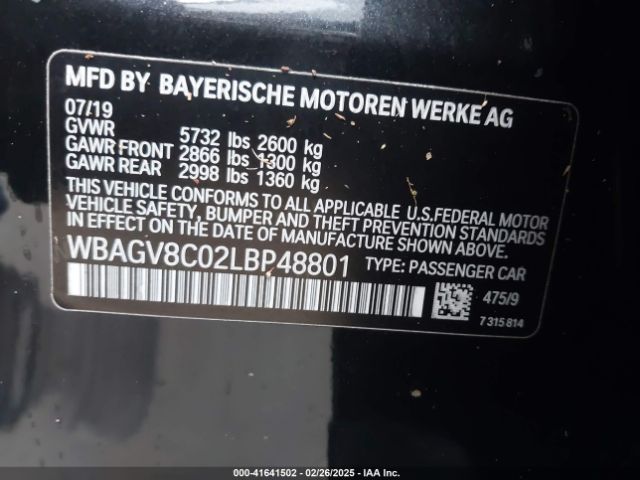 MFD BY BAYERISCHE MOTOREN WERKE AG
07/19
GVWR 5732 lbs 2600 kg
GAWR FRONT 2866 lbs 1300 kg
GAWR REAR 2998 lbs 1360 kg
THIS VEHICLE CONFORMS TO ALL APPLICABLE U.S.FEDERAL MOTOR
VEHICLE SAFETY, BUMPER AND THEFT PREVENTION STANDARDS
IN EFFECT ON THE DATE OF MANUFACTURE SHOWN ABOVE.
WBAGV8C02LBP48801 TYPE: PASSENGER CAR
475/9
7 315 814
000-41641502 - 02/26/2025 - IAA Inc.